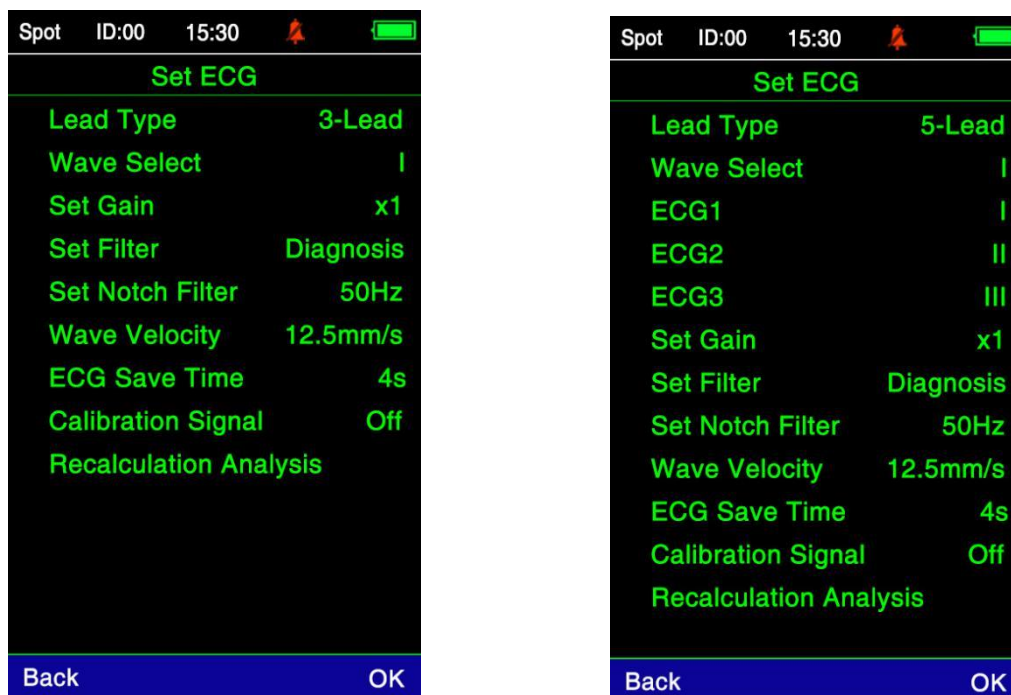 Spot ID:00 15:30
Set ECG
Lead Type 3-Lead
Wave Select I
Set Gain x1
Set Filter Diagnosis
Set Notch Filter 50Hz
Wave Velocity 12.5mm/s
ECG Save Time 4s
Calibration Signal Off
Recalculation Analysis
Back OK
Spot ID:00 15:30
Set ECG
Lead Type 5-Lead
Wave Select I
ECG1 I
ECG2 II
ECG3 III
Set Gain x1
Set Filter Diagnosis
Set Notch Filter 50Hz
Wave Velocity 12.5mm/s
ECG Save Time 4s
Calibration Signal Off
Recalculation Analysis
Back OK